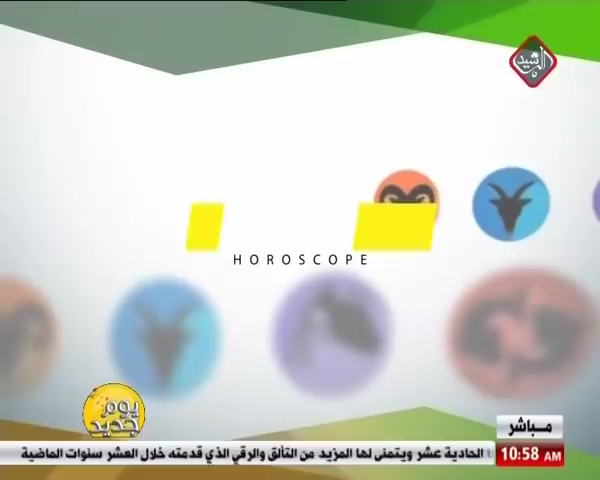 الرشيد
HOROSCOPE
يوم
جديد
مباشر
10:58 AM
الحادية عشر ويتمنى لها المزيد من التألق والرقي الذي قدمته خلال العشر سنوات الماضية